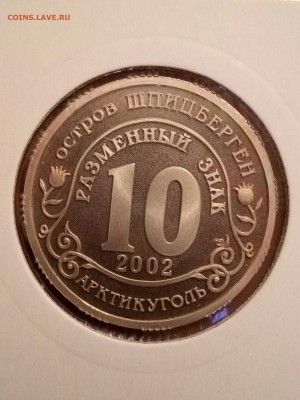 COINS.LAVE.RU
ОСТРОВ ШПИЦБЕРГЕН
РАЗМЕННЫЙ ЗНАК
10
2002
АРКТИКУГОЛЬ